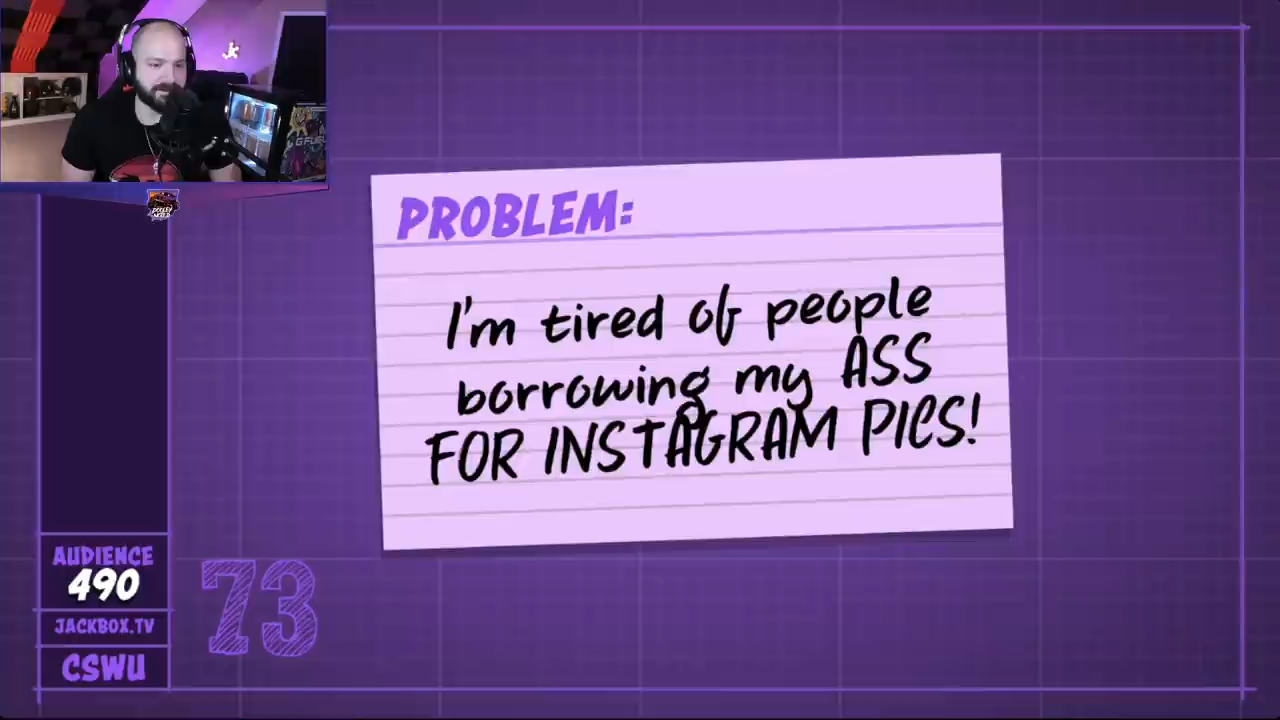 PROBLEM:
I'm tired of people
borrowing my ASS
FOR INSTAGRAM PICS!
AUDIENCE
490
73
JACKBOX.TV
CSWU